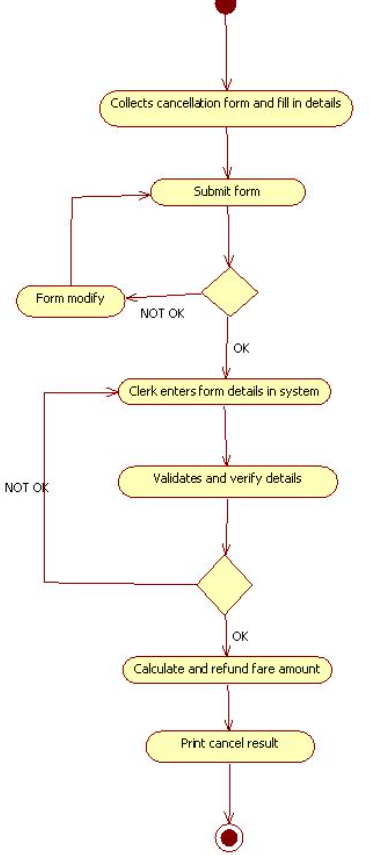 Collects cancellation form and fill in details
Submit form
Form modify
NOT OK
OK
Clerk enters form details in system
Validates and verify details
NOT OK
OK
Calculate and refund fare amount
Print cancel result